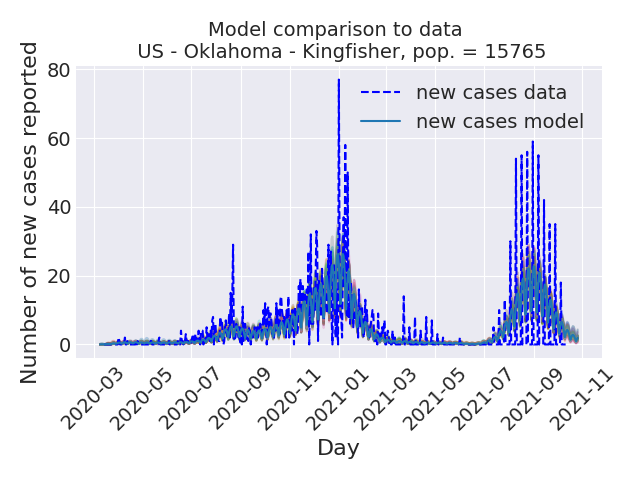 Model comparison to data
US - Oklahoma - Kingfisher, pop. = 15765
Number of new cases reported
80
60
40
20
0
new cases data
new cases model
2020-03
2020-05
2020-07
2020-09
2020-11
2021-01
2021-03
2021-05
2021-07
2021-09
2021-11
Day